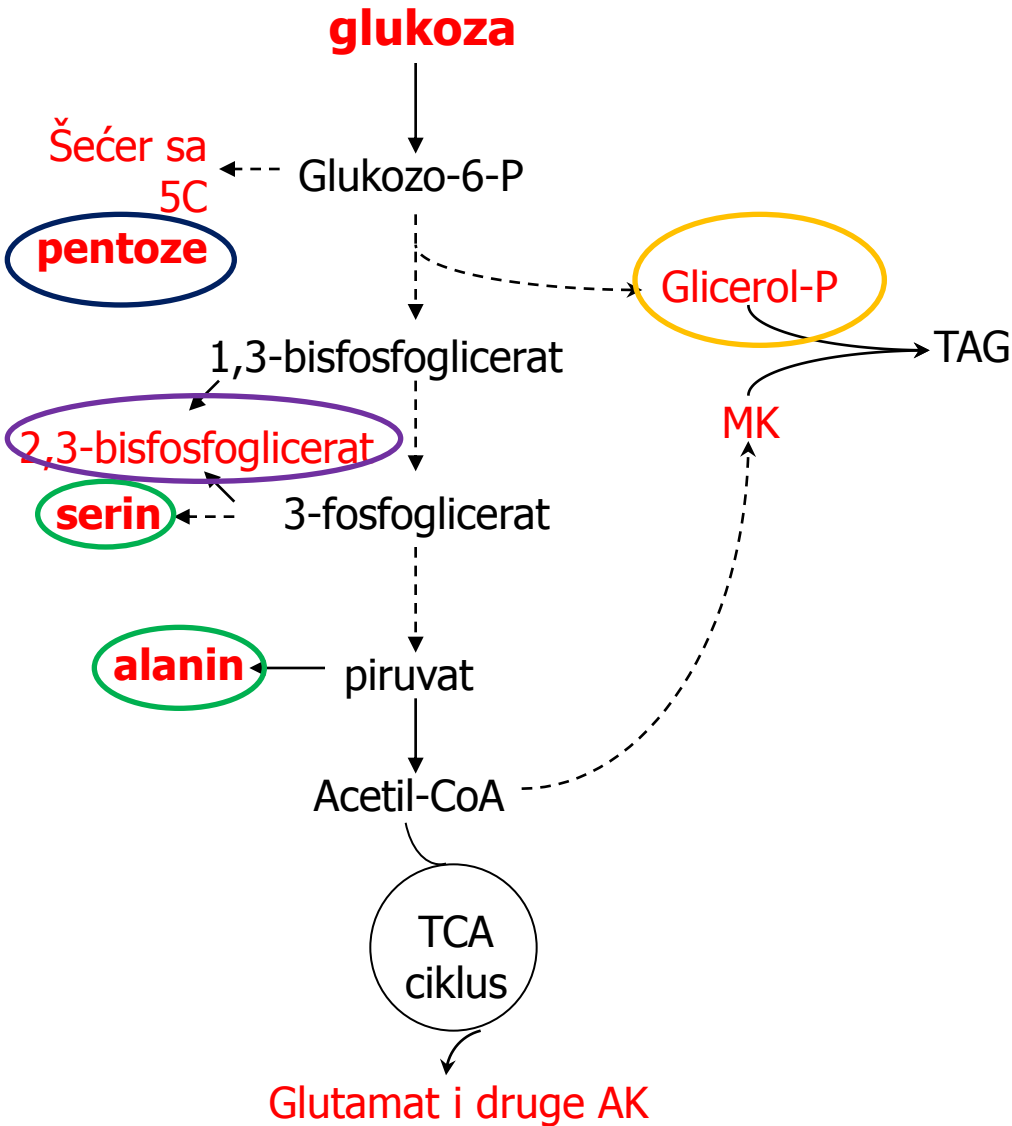 glukoza
Šećer sa
5C
pentoze
Glukozo-6-P
Glicerol-P
TAG
1,3-bisfosfoglicerat
MK
2,3-bisfosfoglicerat
serin
3-fosfoglicerat
alanin
piruvat
Acetil-CoA
TCA
ciklus
Glutamat i druge AK